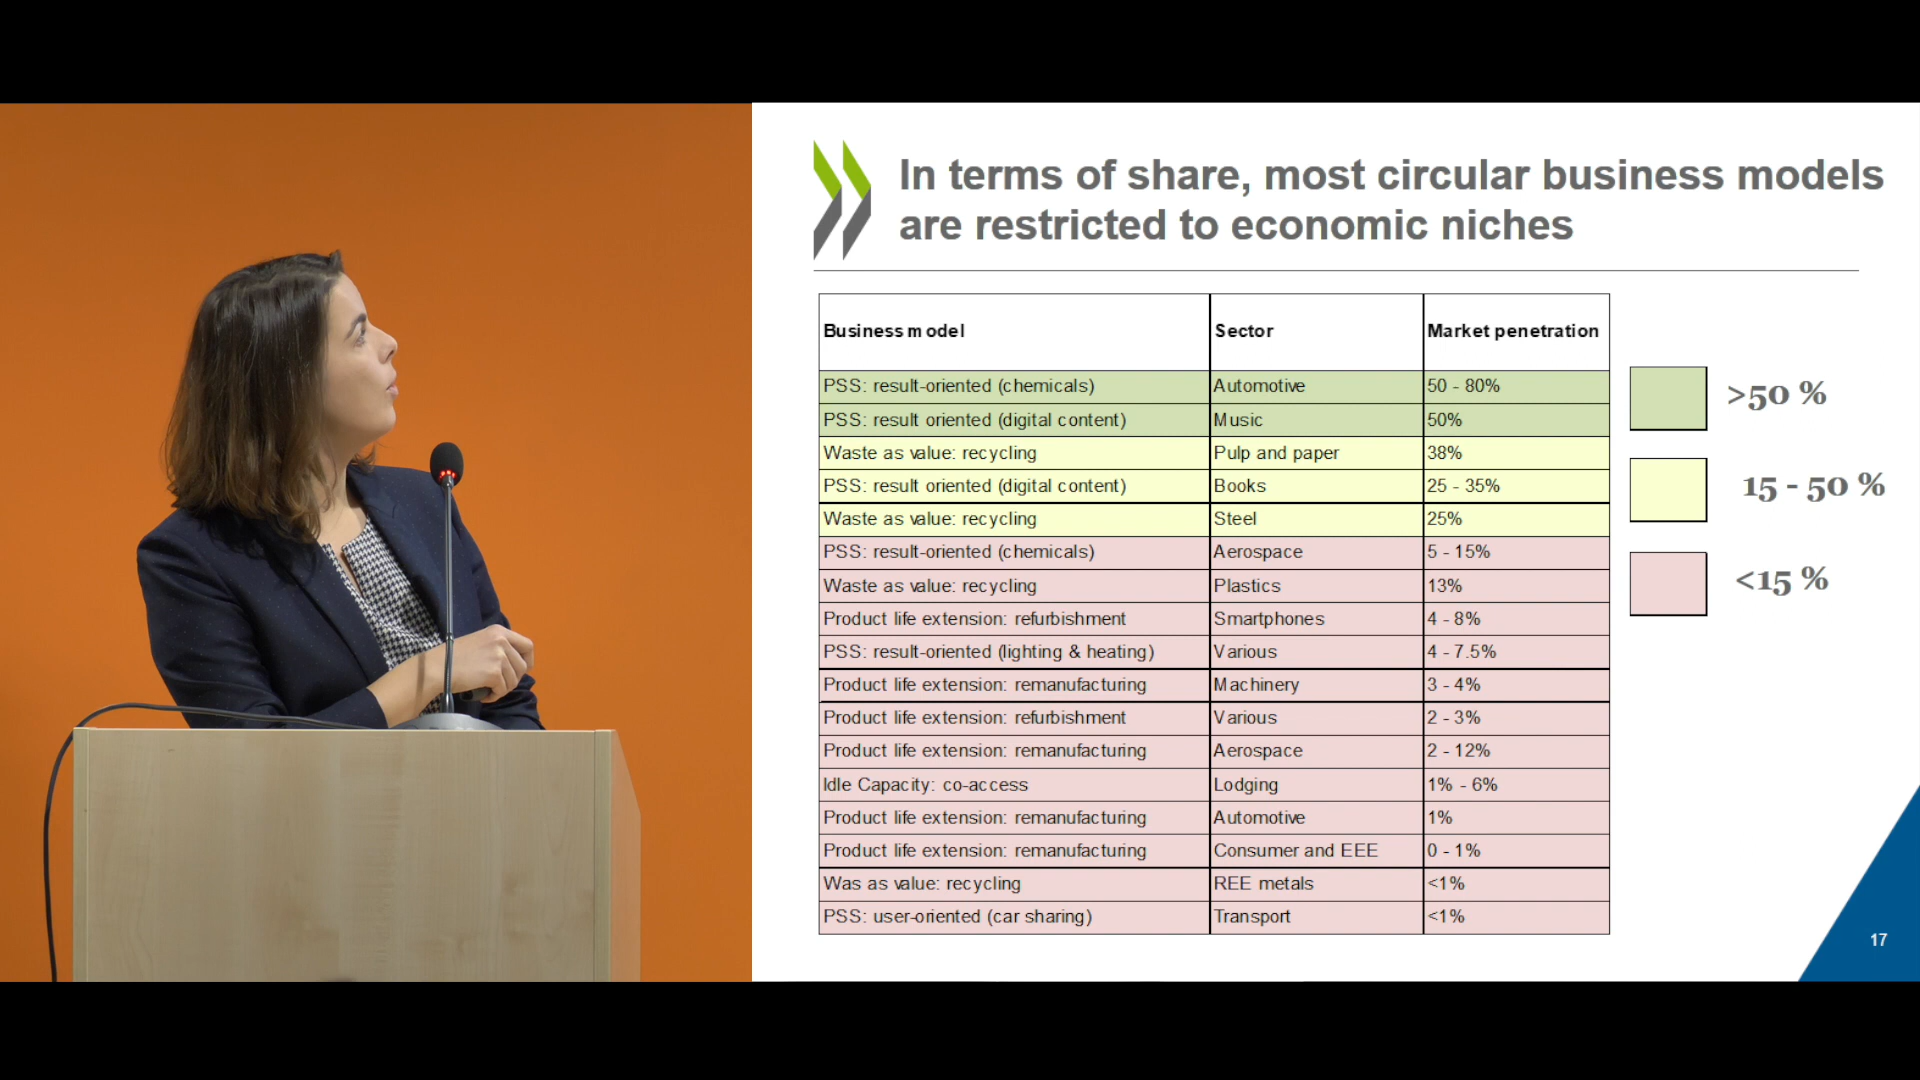 In terms of share, most circular business models
are restricted to economic niches
Business model Sector Market penetration
PSS: result-oriented (chemicals) Automotive 50 - 80%
PSS: result oriented (digital content) Music 50%
Waste as value: recycling Pulp and paper 38%
PSS: result oriented (digital content) Books 25 - 35%
Waste as value: recycling Steel 25%
PSS: result-oriented (chemicals) Aerospace 5 - 15%
Waste as value: recycling Plastics 13%
Product life extension: refurbishment Smartphones 4 - 8%
PSS: result-oriented (lighting & heating) Various 4 - 7.5%
Product life extension: remanufacturing Machinery 3 - 4%
Product life extension: refurbishment Various 2 - 3%
Product life extension: remanufacturing Aerospace 2 - 12%
Idle Capacity: co-access Lodging 1% - 6%
Product life extension: remanufacturing Automotive 1%
Product life extension: remanufacturing Consumer and EEE 0 - 1%
Was as value: recycling REE metals <1%
PSS: user-oriented (car sharing) Transport <1%
>50 %
15 - 50 %
<15 %
17